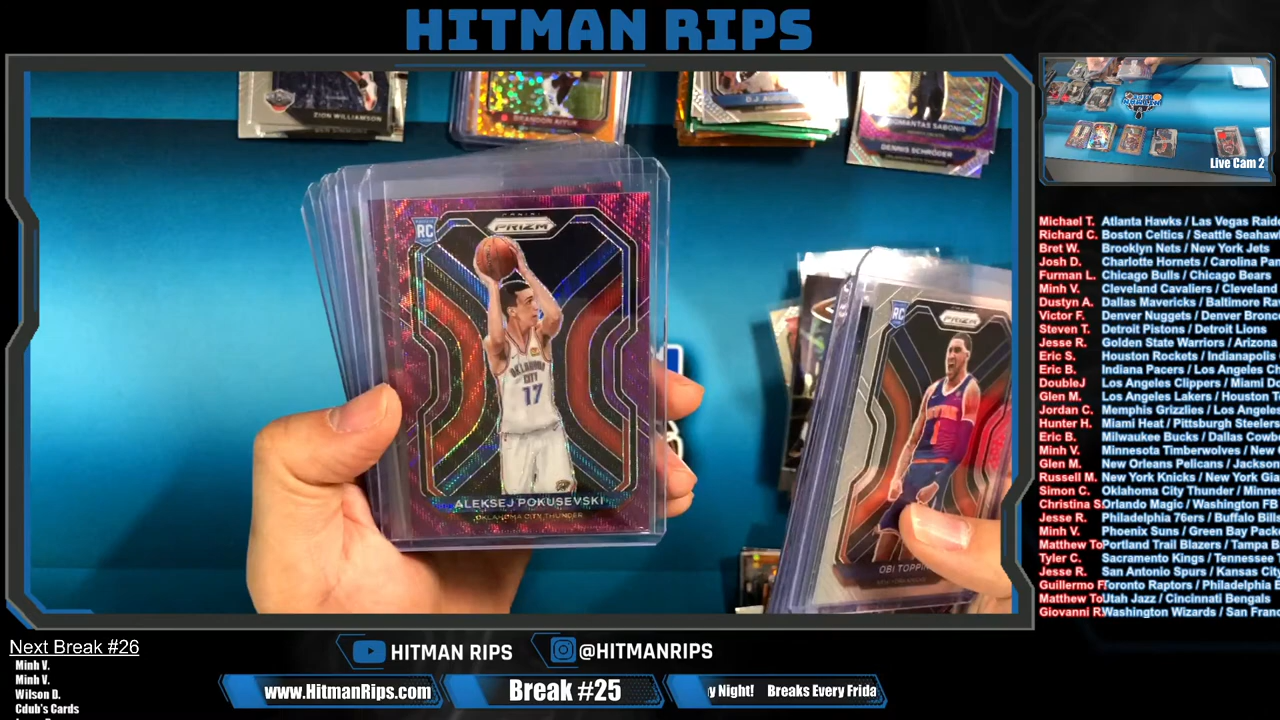 HITMAN RIPS
ZION WILLIAMSON
BRANDON
DOMANTAS SABONIS
DENNIS SCHRÖDER
Live Cam 2
RC
PANINI
PRIZM
OKLAHOMA
CITY
17
ALEKSEJ POKUSEVSKI
OKLAHOMA CITY THUNDER
RC
PRIZM
1
OBI TOPPIN
Michael T. Atlanta Hawks / Las Vegas Raide
Richard C. Boston Celtics / Seattle Seahaw
Bret W. Brooklyn Nets / New York Jets
Josh D. Charlotte Hornets / Carolina Pan
Furman L. Chicago Bulls / Chicago Bears
Minh V. Cleveland Cavaliers / Cleveland
Dustyn A. Dallas Mavericks / Baltimore Ra
Victor F. Denver Nuggets / Denver Bronc
Steven T. Detroit Pistons / Detroit Lions
Jesse R. Golden State Warriors / Arizona
Eric S. Houston Rockets / Indianapolis
Eric B. Indiana Pacers / Los Angeles Ch
DoubleJ Los Angeles Clippers / Miami Do
Glen M. Los Angeles Lakers / Houston T
Jordan C. Memphis Grizzlies / Los Angeles
Hunter H. Miami Heat / Pittsburgh Steelers
Eric B. Milwaukee Bucks / Dallas Cowb
Minh V. Minnesota Timberwolves / New
Glen M. New Orleans Pelicans / Jackson
Russell M. New York Knicks / New York Gia
Simon C. Oklahoma City Thunder / Minne
Christina S. Orlando Magic / Washington FB
Jesse R. Philadelphia 76ers / Buffalo Bills
Minh V. Phoenix Suns / Green Bay Pack
Matthew To Portland Trail Blazers / Tampa B
Tyler C. Sacramento Kings / Tennessee T
Jesse R. San Antonio Spurs / Kansas City
Guillermo F Toronto Raptors / Philadelphia E
Matthew To Utah Jazz / Cincinnati Bengals
Giovanni R. Washington Wizards / San Franc
Next Break #26
Minh V.
Minh V.
Wilson D.
Cdub's Cards
HITMAN RIPS
@HITMANRIPS
www.HitmanRips.com
Break #25
y Night! Breaks Every Frida